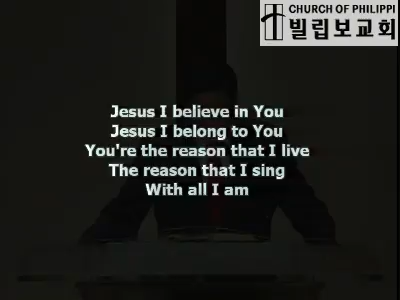 CHURCH OF PHILIPPI
빌립보교회
Jesus I believe in You
Jesus I belong to You
You're the reason that I live
The reason that I sing
With all I am